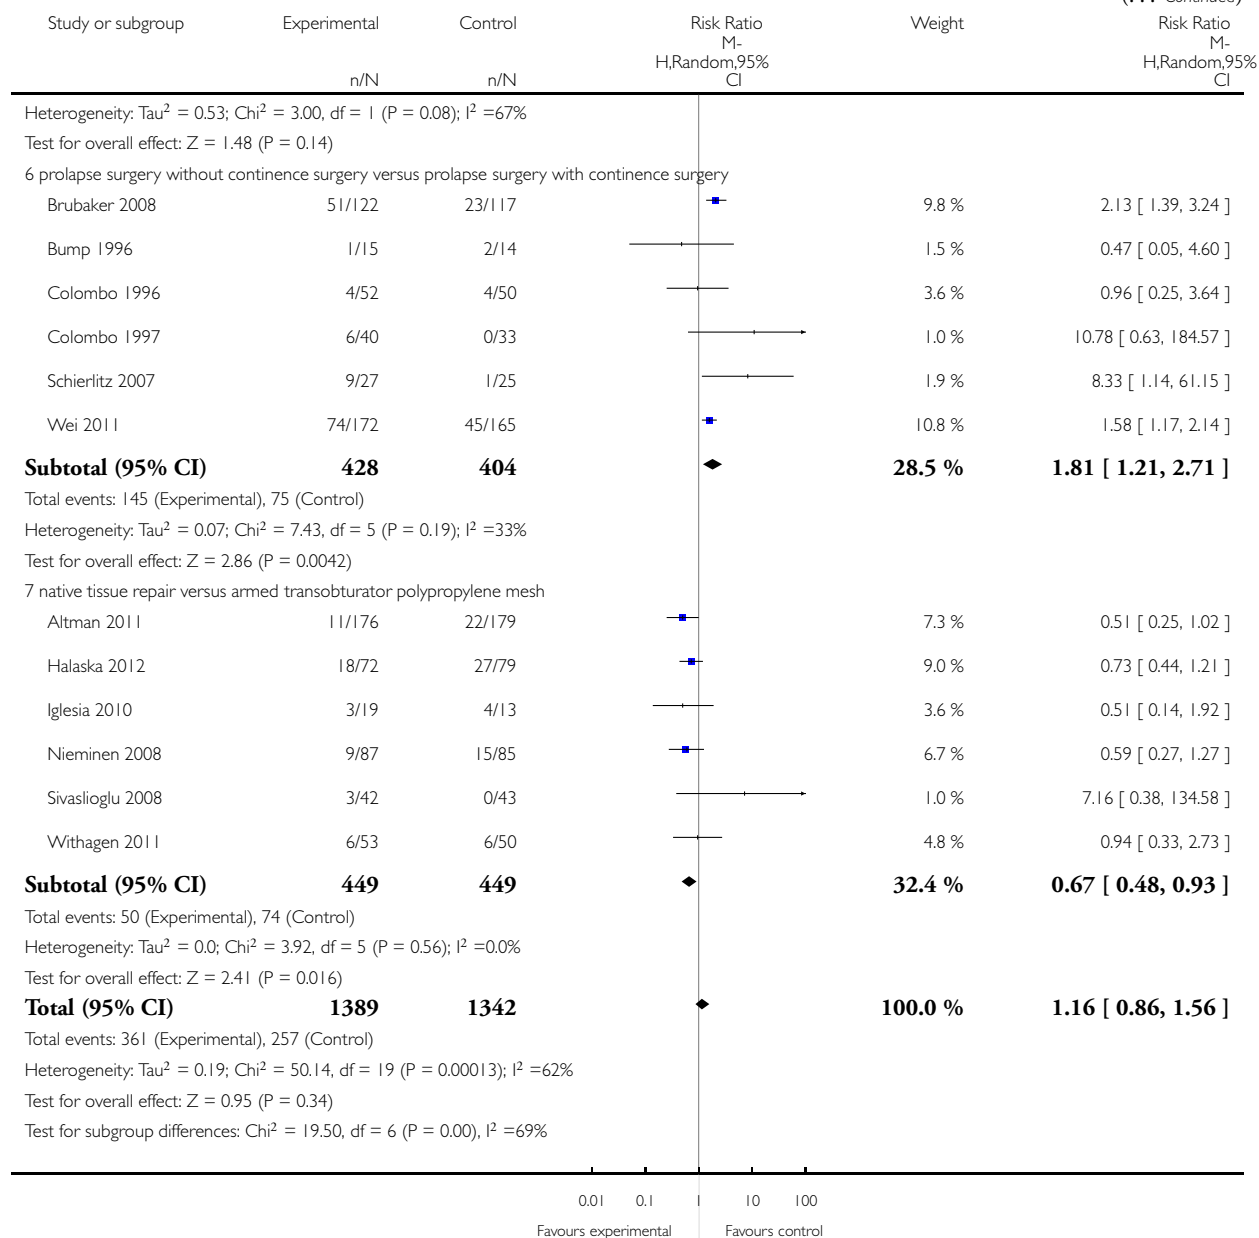 (... Continued)
Study or subgroup Experimental Control Risk Ratio Weight Risk Ratio
M- M-
H,Random,95% H,Random,95%
n/N n/N CI CI
Heterogeneity: Tau² = 0.53; Chi² = 3.00, df = 1 (P = 0.08); I² =67%
Test for overall effect: Z = 1.48 (P = 0.14)
6 prolapse surgery without continence surgery versus prolapse surgery with continence surgery
Brubaker 2008 51/122 23/117 9.8 % 2.13 [ 1.39, 3.24 ]
Bump 1996 1/15 2/14 1.5 % 0.47 [ 0.05, 4.60 ]
Colombo 1996 4/52 4/50 3.6 % 0.96 [ 0.25, 3.64 ]
Colombo 1997 6/40 0/33 1.0 % 10.78 [ 0.63, 184.57 ]
Schierlitz 2007 9/27 1/25 1.9 % 8.33 [ 1.14, 61.15 ]
Wei 2011 74/172 45/165 10.8 % 1.58 [ 1.17, 2.14 ]
Subtotal (95% CI) 428 404 28.5 % 1.81 [ 1.21, 2.71 ]
Total events: 145 (Experimental), 75 (Control)
Heterogeneity: Tau² = 0.07; Chi² = 7.43, df = 5 (P = 0.19); I² =33%
Test for overall effect: Z = 2.86 (P = 0.0042)
7 native tissue repair versus armed transobturator polypropylene mesh
Altman 2011 11/176 22/179 7.3 % 0.51 [ 0.25, 1.02 ]
Halaska 2012 18/72 27/79 9.0 % 0.73 [ 0.44, 1.21 ]
Iglesia 2010 3/19 4/13 3.6 % 0.51 [ 0.14, 1.92 ]
Nieminen 2008 9/87 15/85 6.7 % 0.59 [ 0.27, 1.27 ]
Sivaslioglu 2008 3/42 0/43 1.0 % 7.16 [ 0.38, 134.58 ]
Withagen 2011 6/53 6/50 4.8 % 0.94 [ 0.33, 2.73 ]
Subtotal (95% CI) 449 449 32.4 % 0.67 [ 0.48, 0.93 ]
Total events: 50 (Experimental), 74 (Control)
Heterogeneity: Tau² = 0.0; Chi² = 3.92, df = 5 (P = 0.56); I² =0.0%
Test for overall effect: Z = 2.41 (P = 0.016)
Total (95% CI) 1389 1342 100.0 % 1.16 [ 0.86, 1.56 ]
Total events: 361 (Experimental), 257 (Control)
Heterogeneity: Tau² = 0.19; Chi² = 50.14, df = 19 (P = 0.00013); I² =62%
Test for overall effect: Z = 0.95 (P = 0.34)
Test for subgroup differences: Chi² = 19.50, df = 6 (P = 0.00), I² =69%
0.01 0.1 1 10 100
Favours experimental Favours control